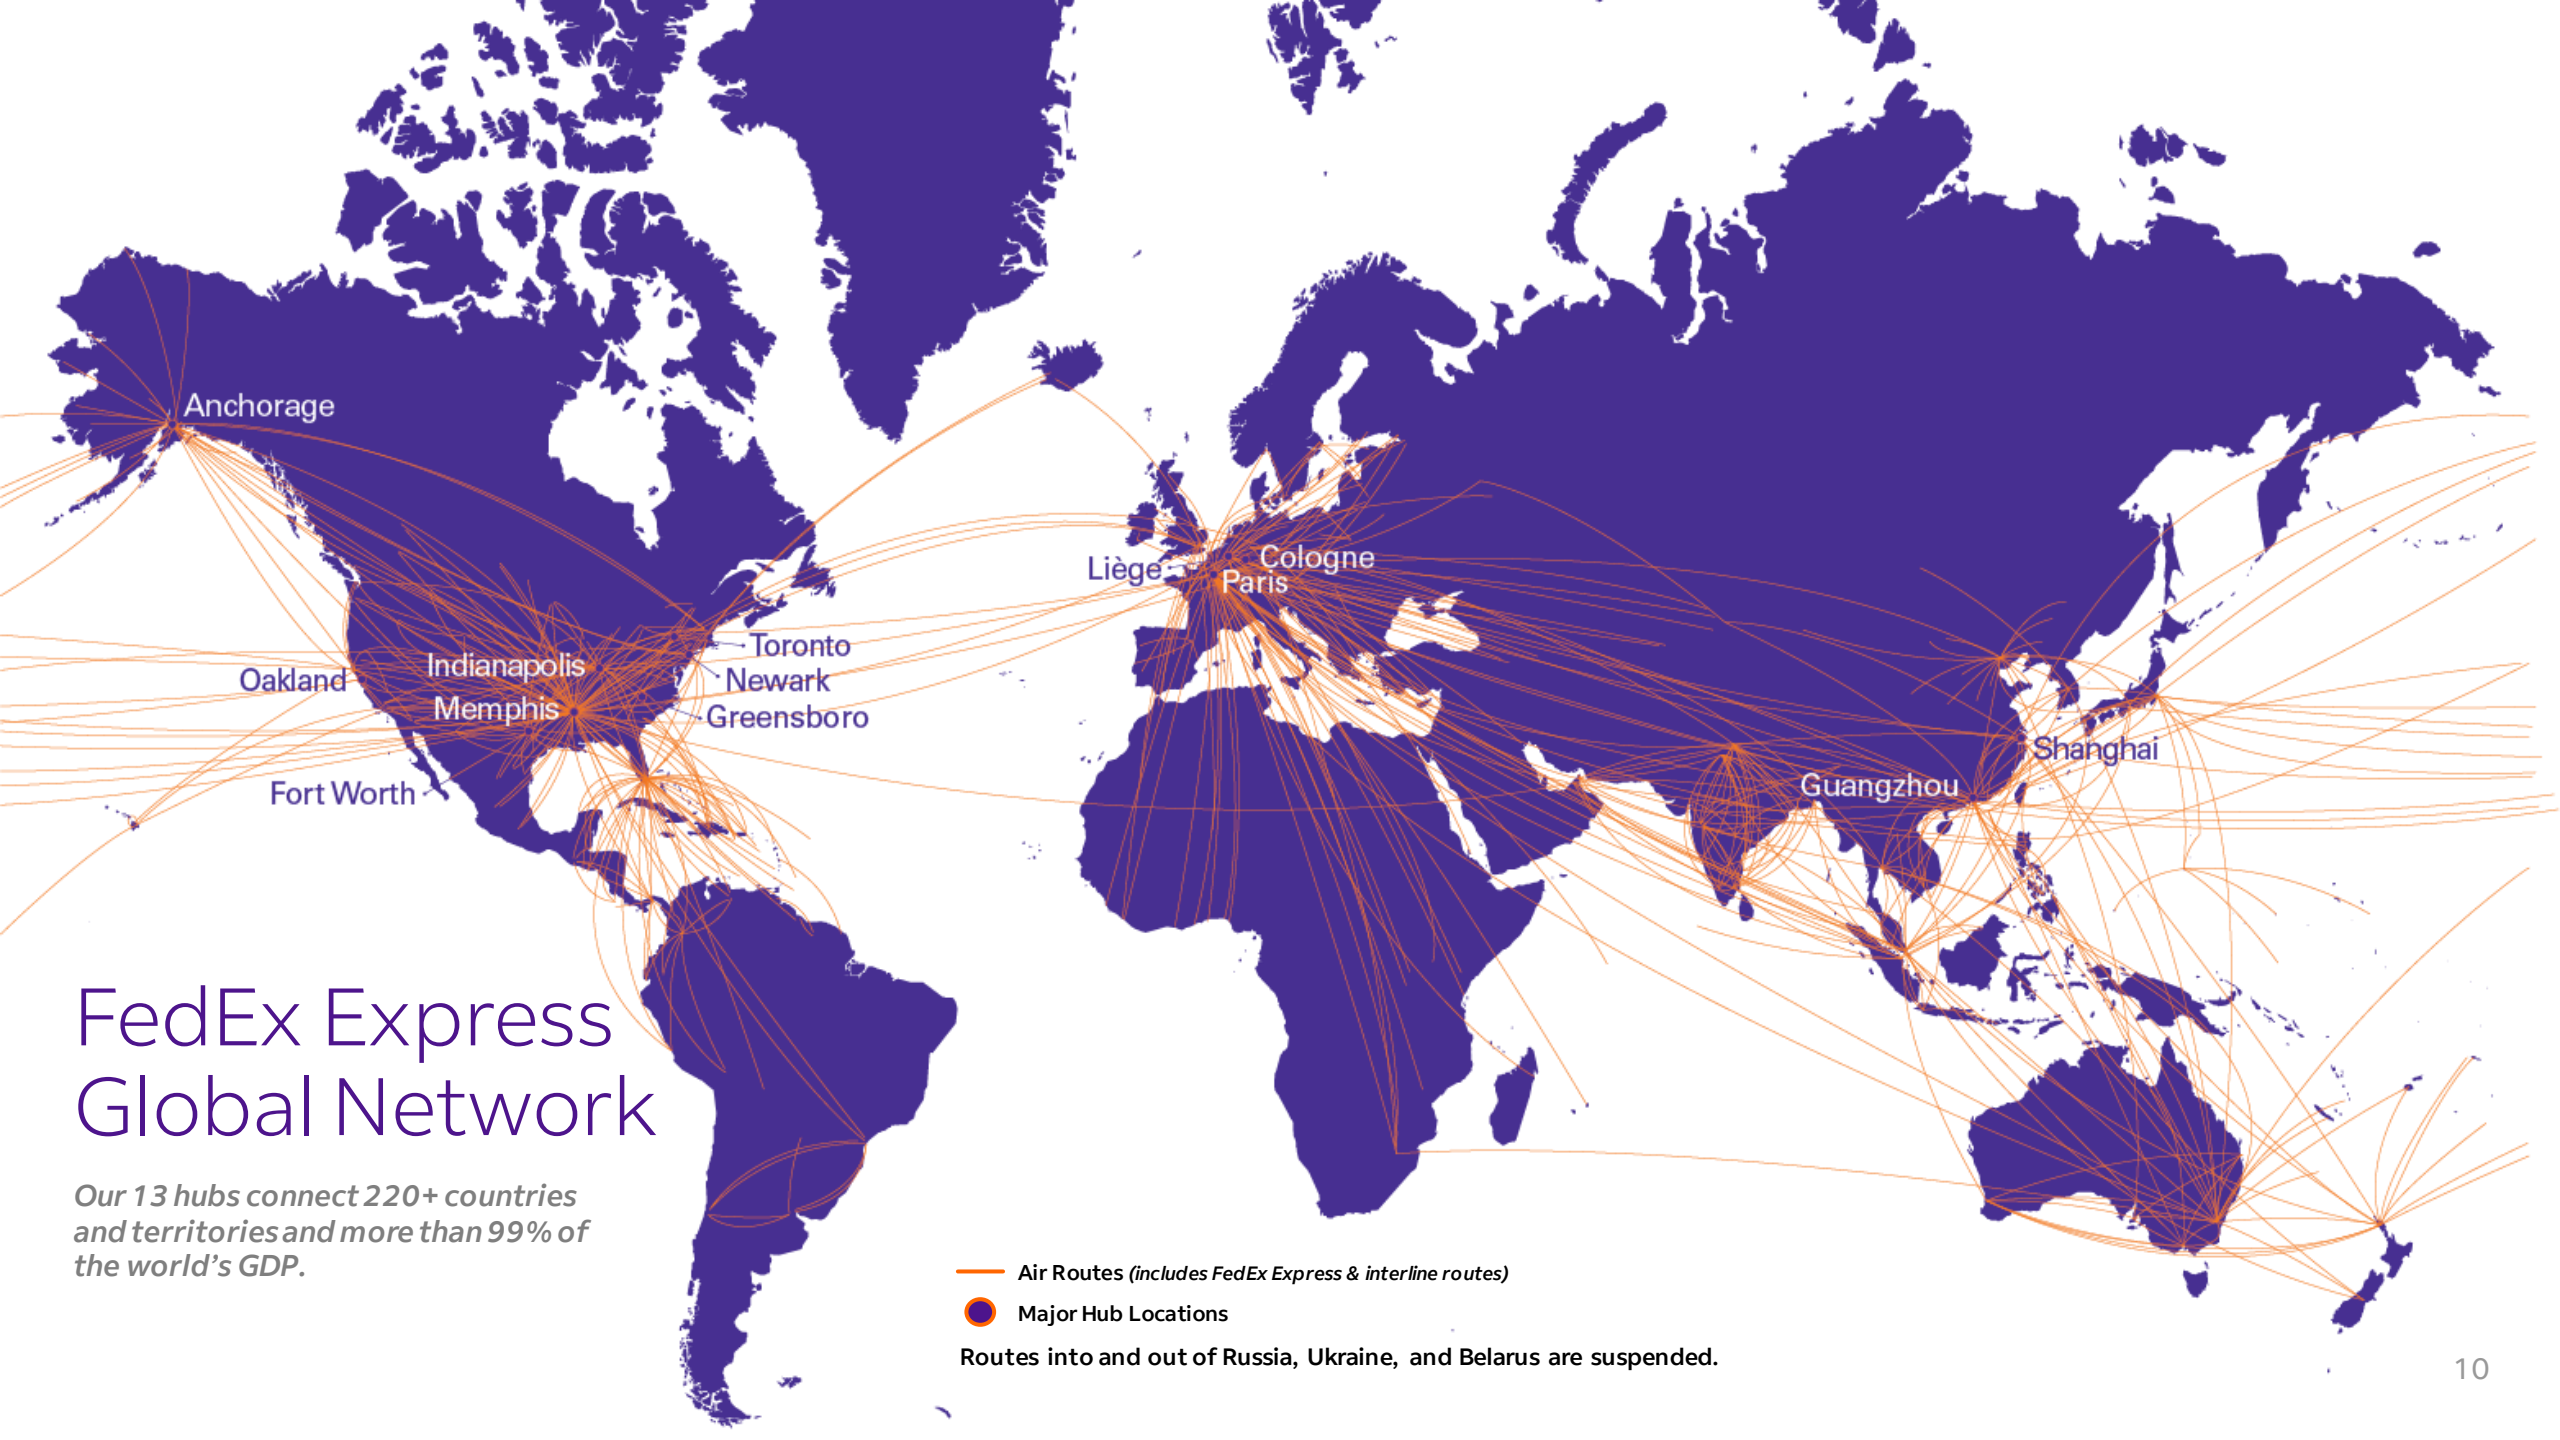 Anchorage
Cologne
Liège
Paris
Toronto
Indianapolis
Oakland
Newark
Memphis
Greensboro
Shanghai
Guangzhou
Fort Worth
FedEx Express
Global Network
Our 13 hubs connect 220+ countries
and territories and more than 99% of
the world’s GDP.
Air Routes (includes FedEx Express & interline routes)
Major Hub Locations
Routes into and out of Russia, Ukraine, and Belarus are suspended.
10